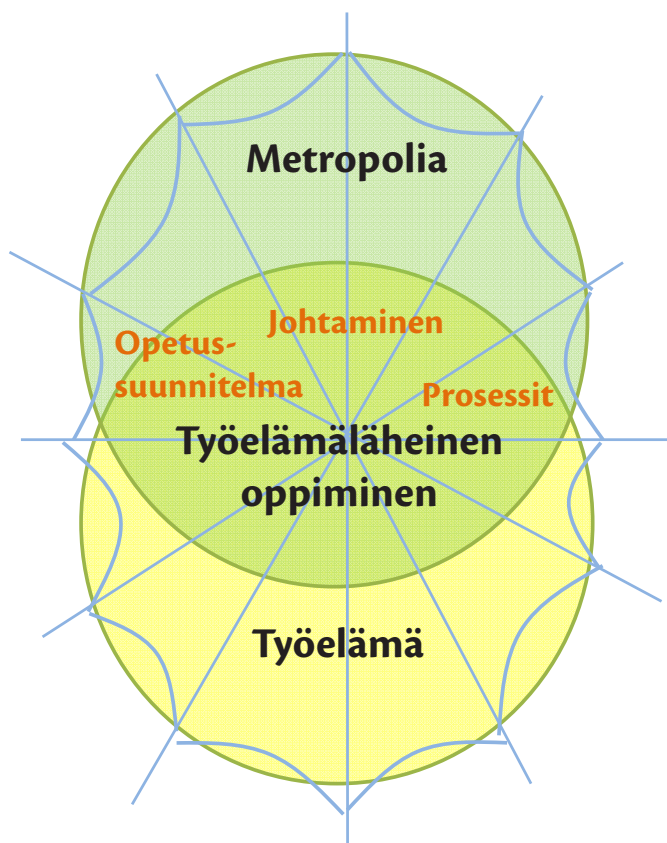 Metropolia
Johtaminen
Opetus-
suunnitelma
Prosessit
Työelämäläheinen
oppiminen
Työelämä